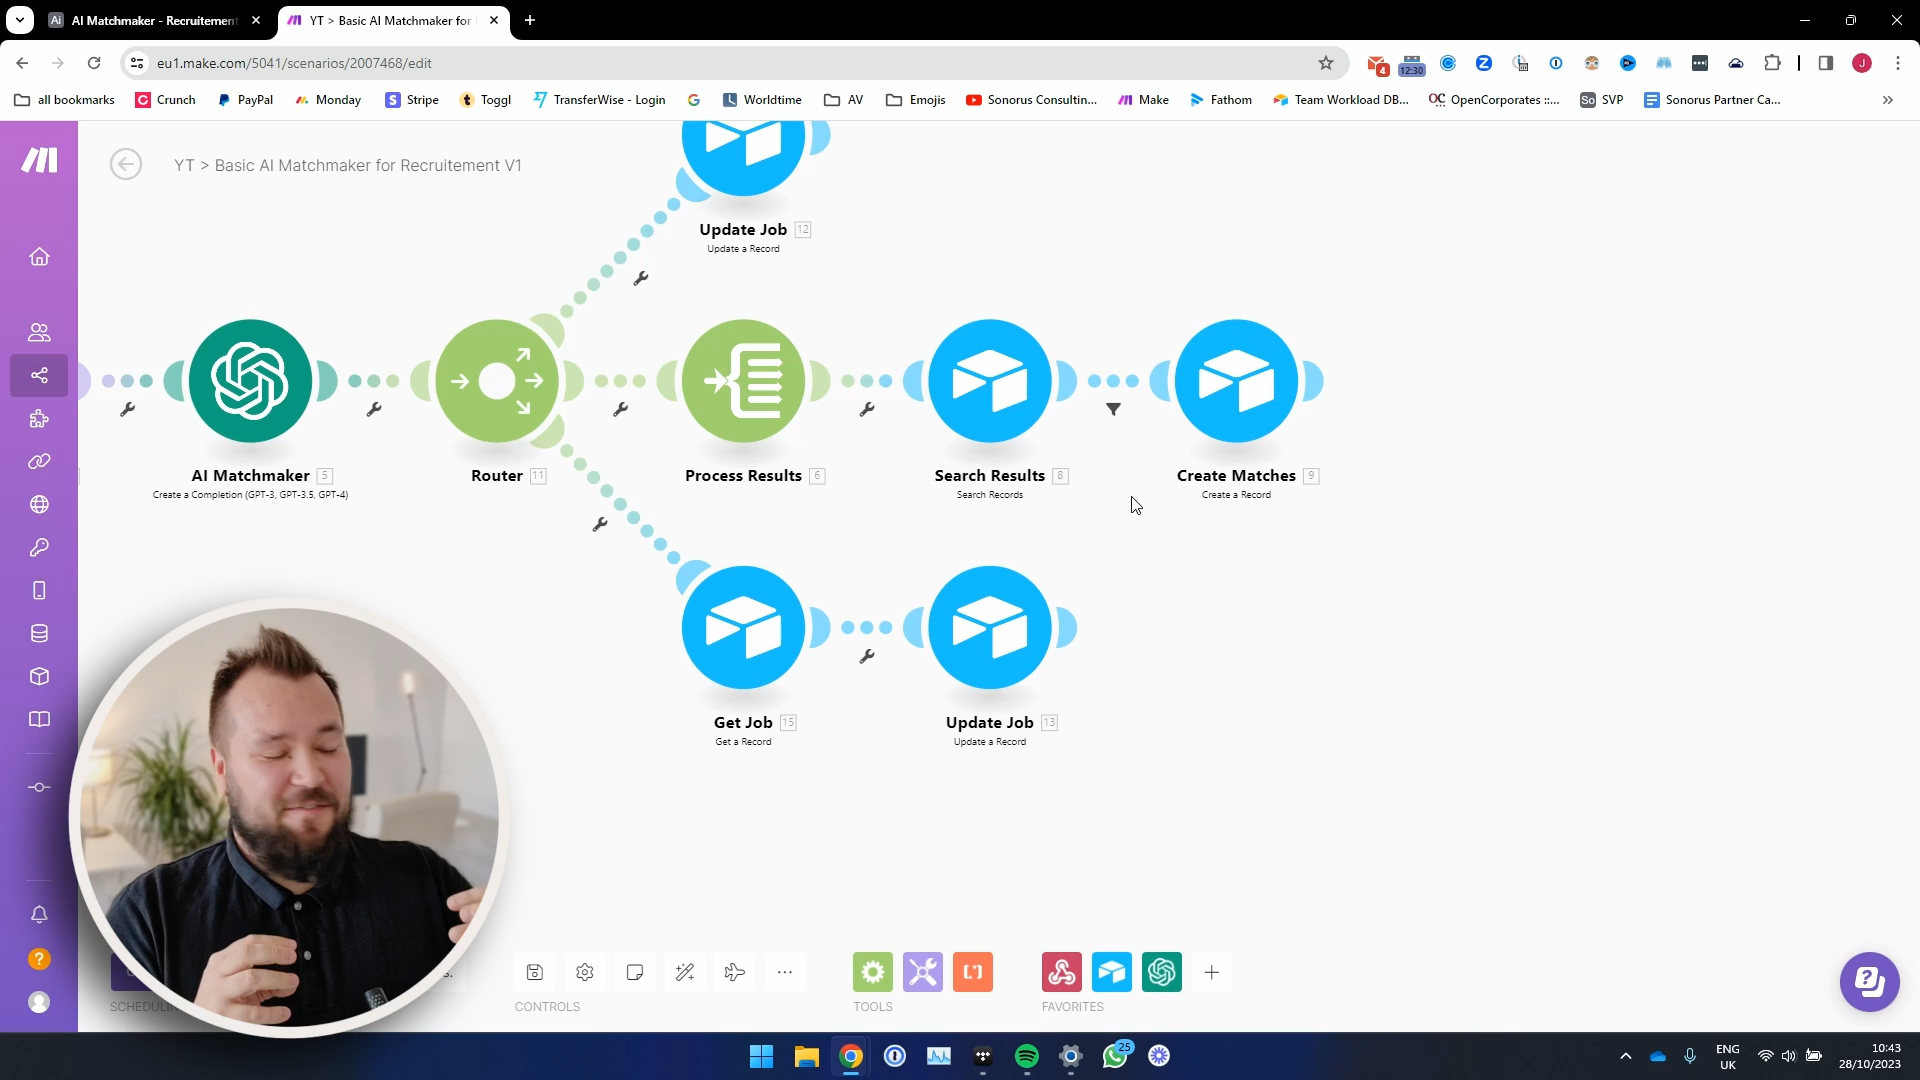 AI Matchmaker - Recruitement
YT > Basic AI Matchmaker for
eu1.make.com/5041/scenarios/2007468/edit
4
12:30
J
all bookmarks
Crunch
PayPal
Monday
Stripe
Toggl
TransferWise - Login
Worldtime
AV
Emojis
Sonorus Consultin...
Make
Fathom
Team Workload DB...
OpenCorporates ::...
SVP
Sonorus Partner Ca...
YT > Basic AI Matchmaker for Recruitement V1
Update Job 12
Update a Record
AI Matchmaker 5
Create a Completion (GPT-3, GPT-3.5, GPT-4)
Router 11
Process Results 6
Search Results 8
Search Records
Create Matches 9
Create a Record
Get Job 15
Get a Record
Update Job 13
Update a Record
CONTROLS
TOOLS
FAVORITES
25
ENG
UK
10:43
28/10/2023